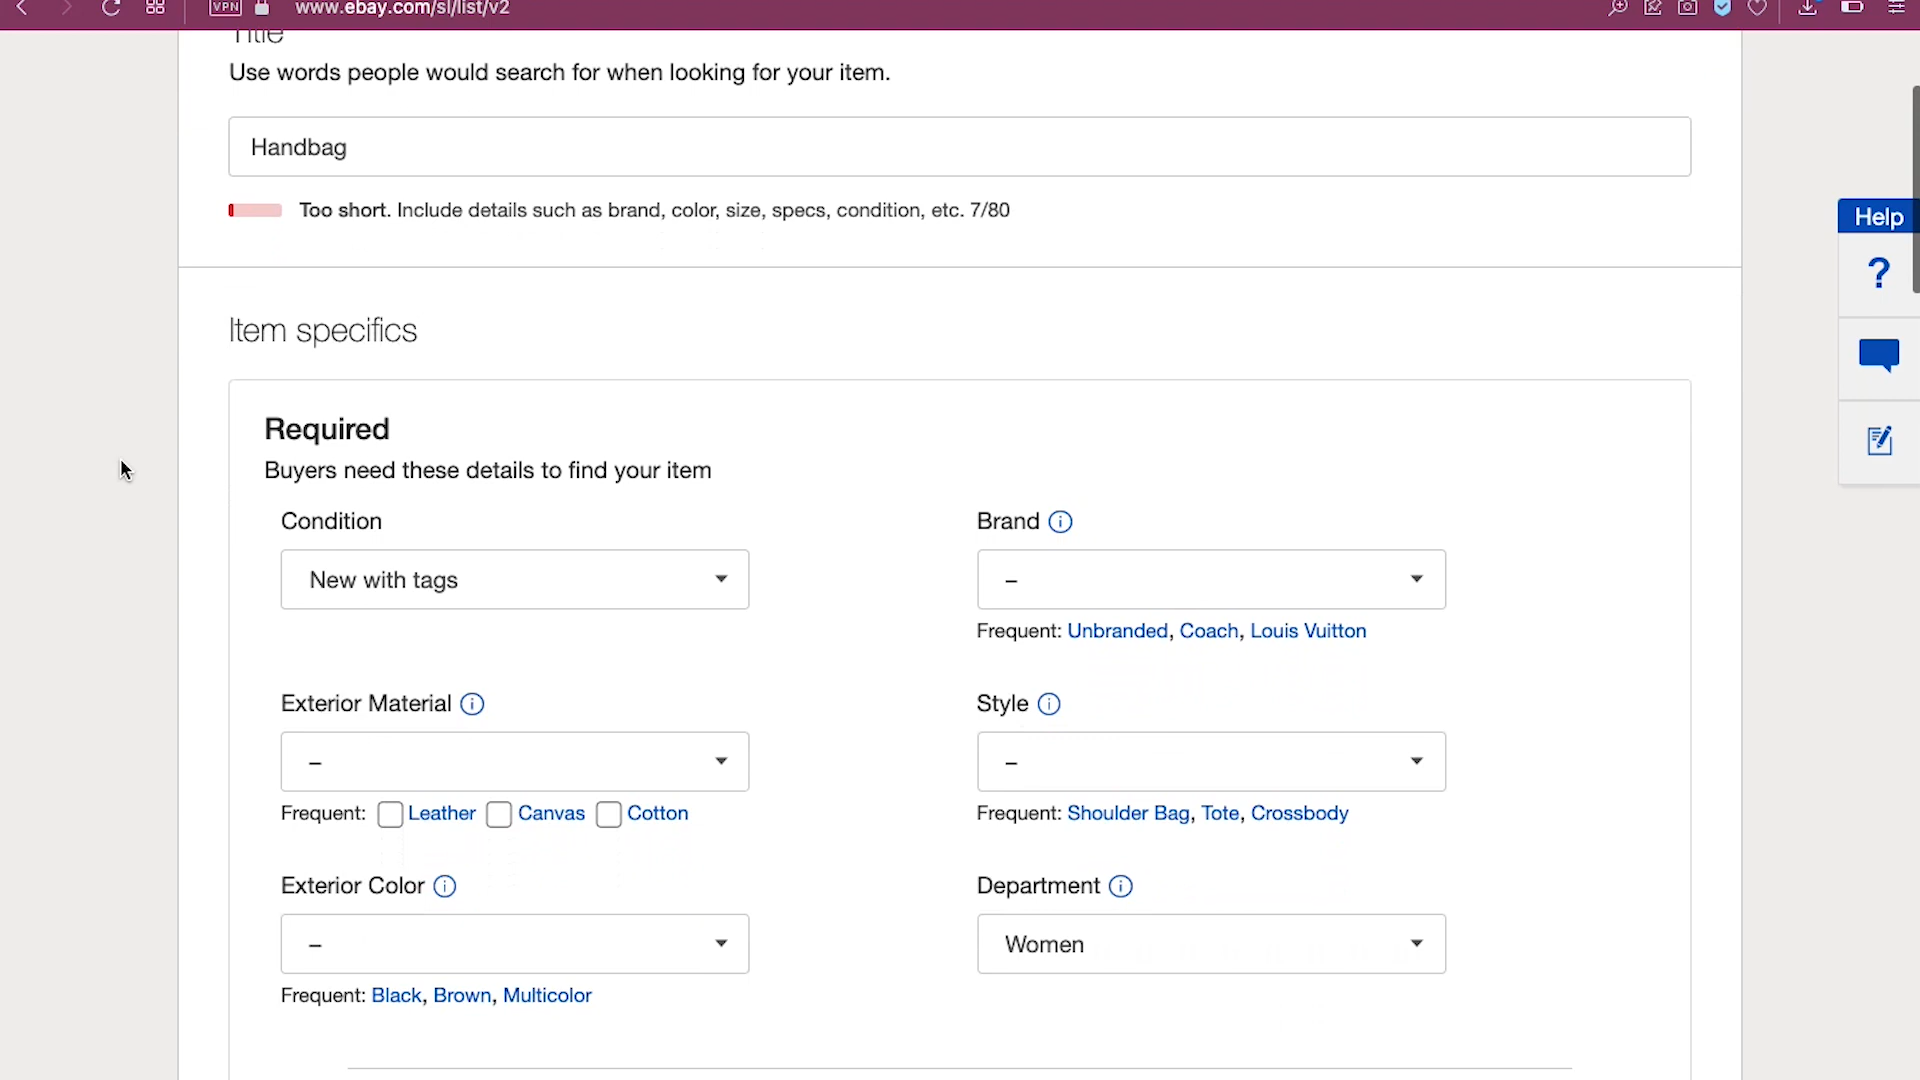 VPN www.ebay.com/sl/list/v2
Title
Use words people would search for when looking for your item.
Handbag
Too short. Include details such as brand, color, size, specs, condition, etc. 7/80
Help
?
Item specifics
Required
Buyers need these details to find your item
Condition
Brand
New with tags
–
Frequent: Unbranded, Coach, Louis Vuitton
Exterior Material
Style
–
–
Frequent: Leather Canvas Cotton
Frequent: Shoulder Bag, Tote, Crossbody
Exterior Color
Department
–
Women
Frequent: Black, Brown, Multicolor